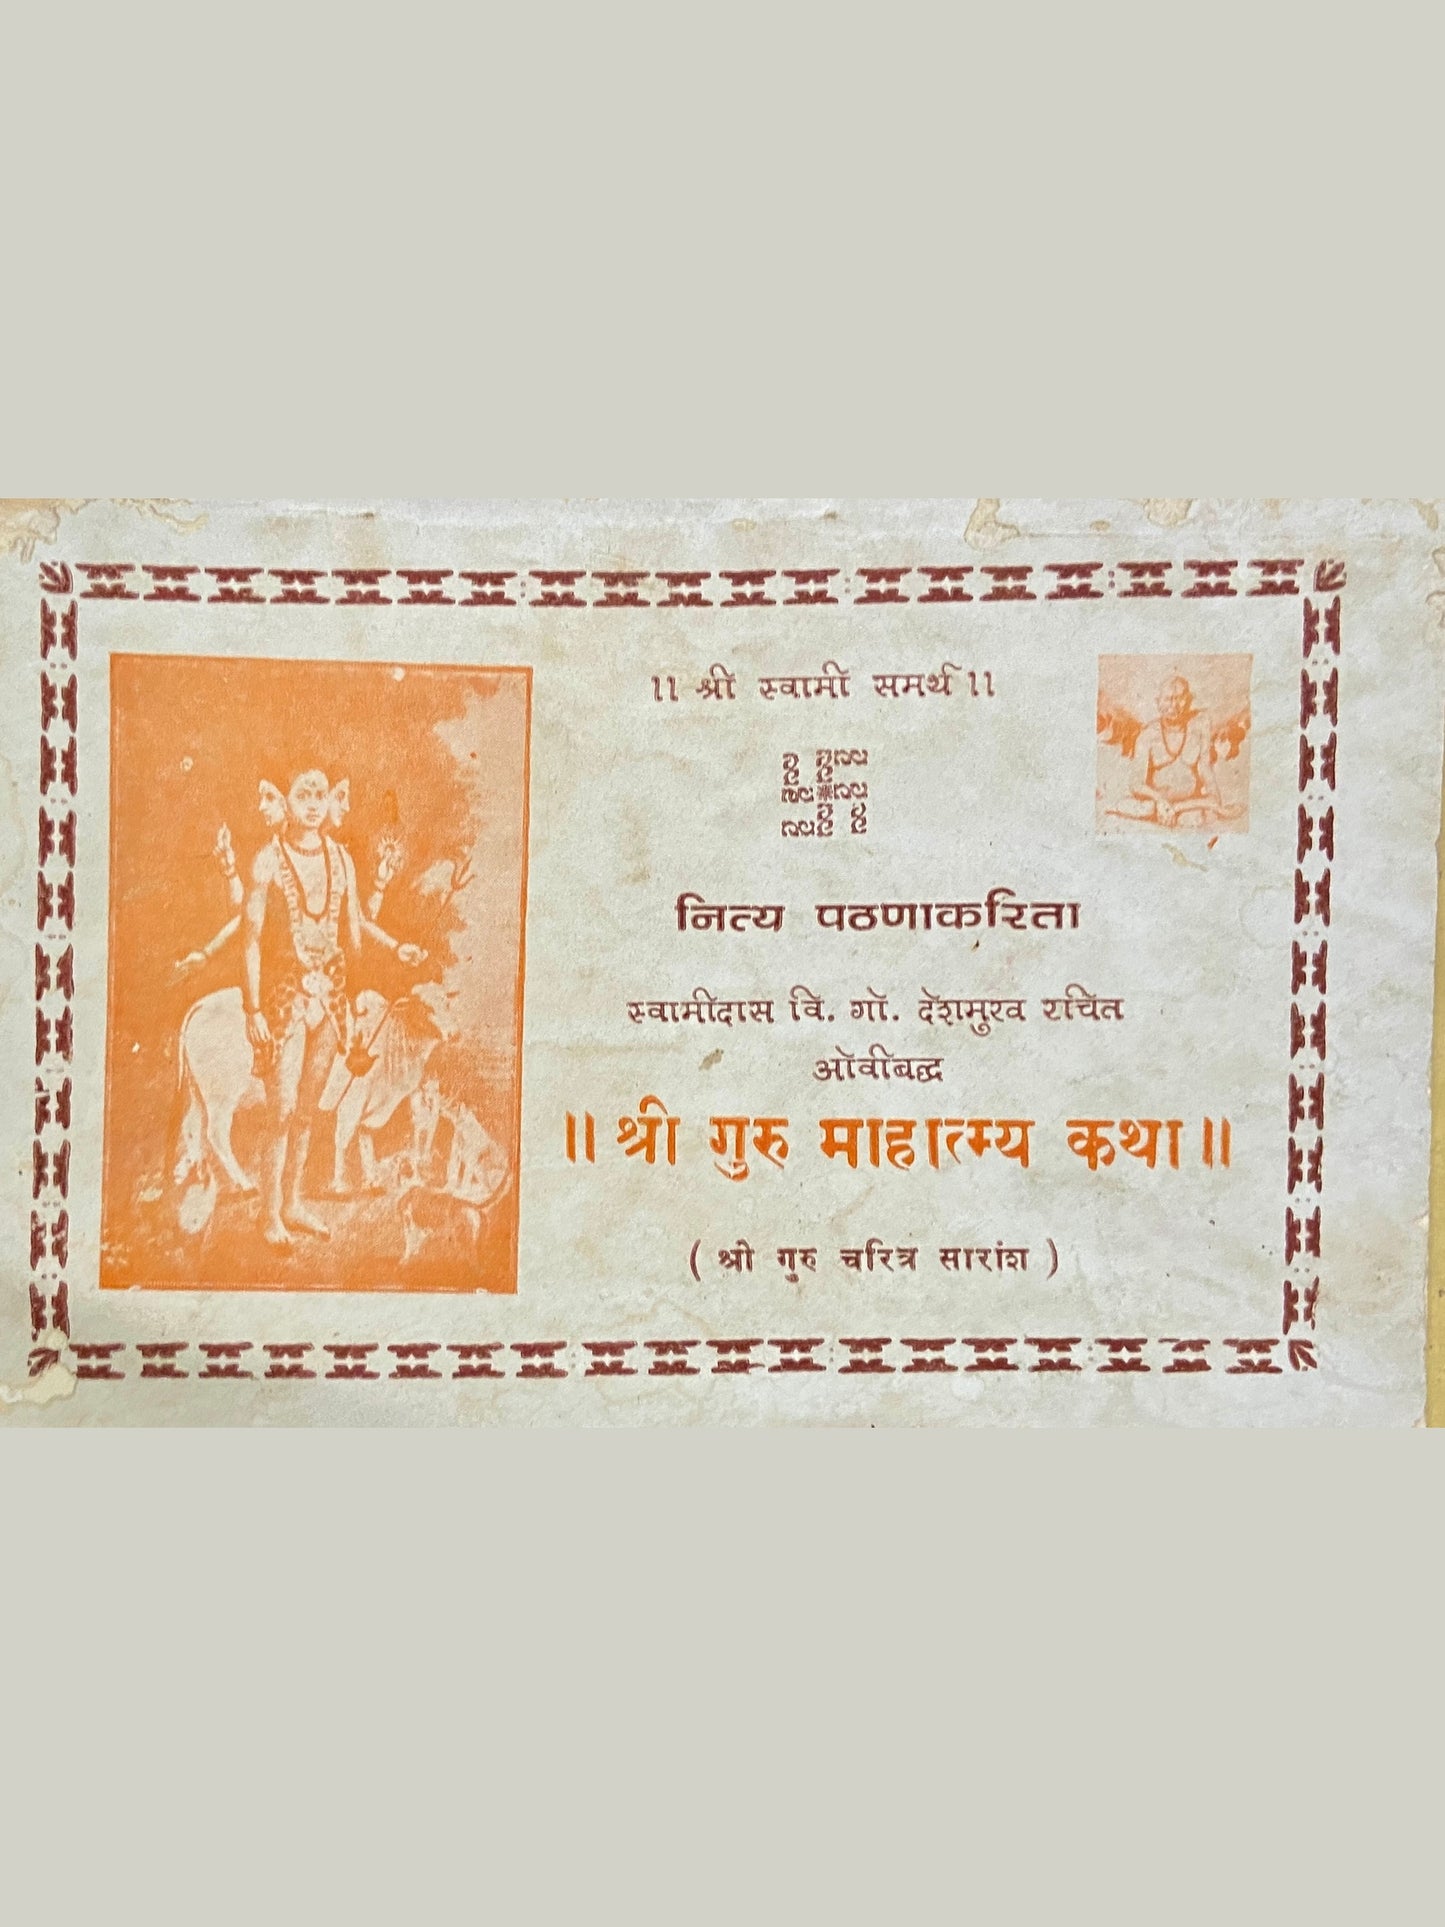 ॥ श्री स्वामी समर्थ ॥
नित्य पठणाकरिता
स्वामीदास वि. गो. देशमुख रचित
ओवीबद्ध
॥ श्री गुरु माहात्म्य कथा ॥
( श्री गुरु चरित्र सारांश )